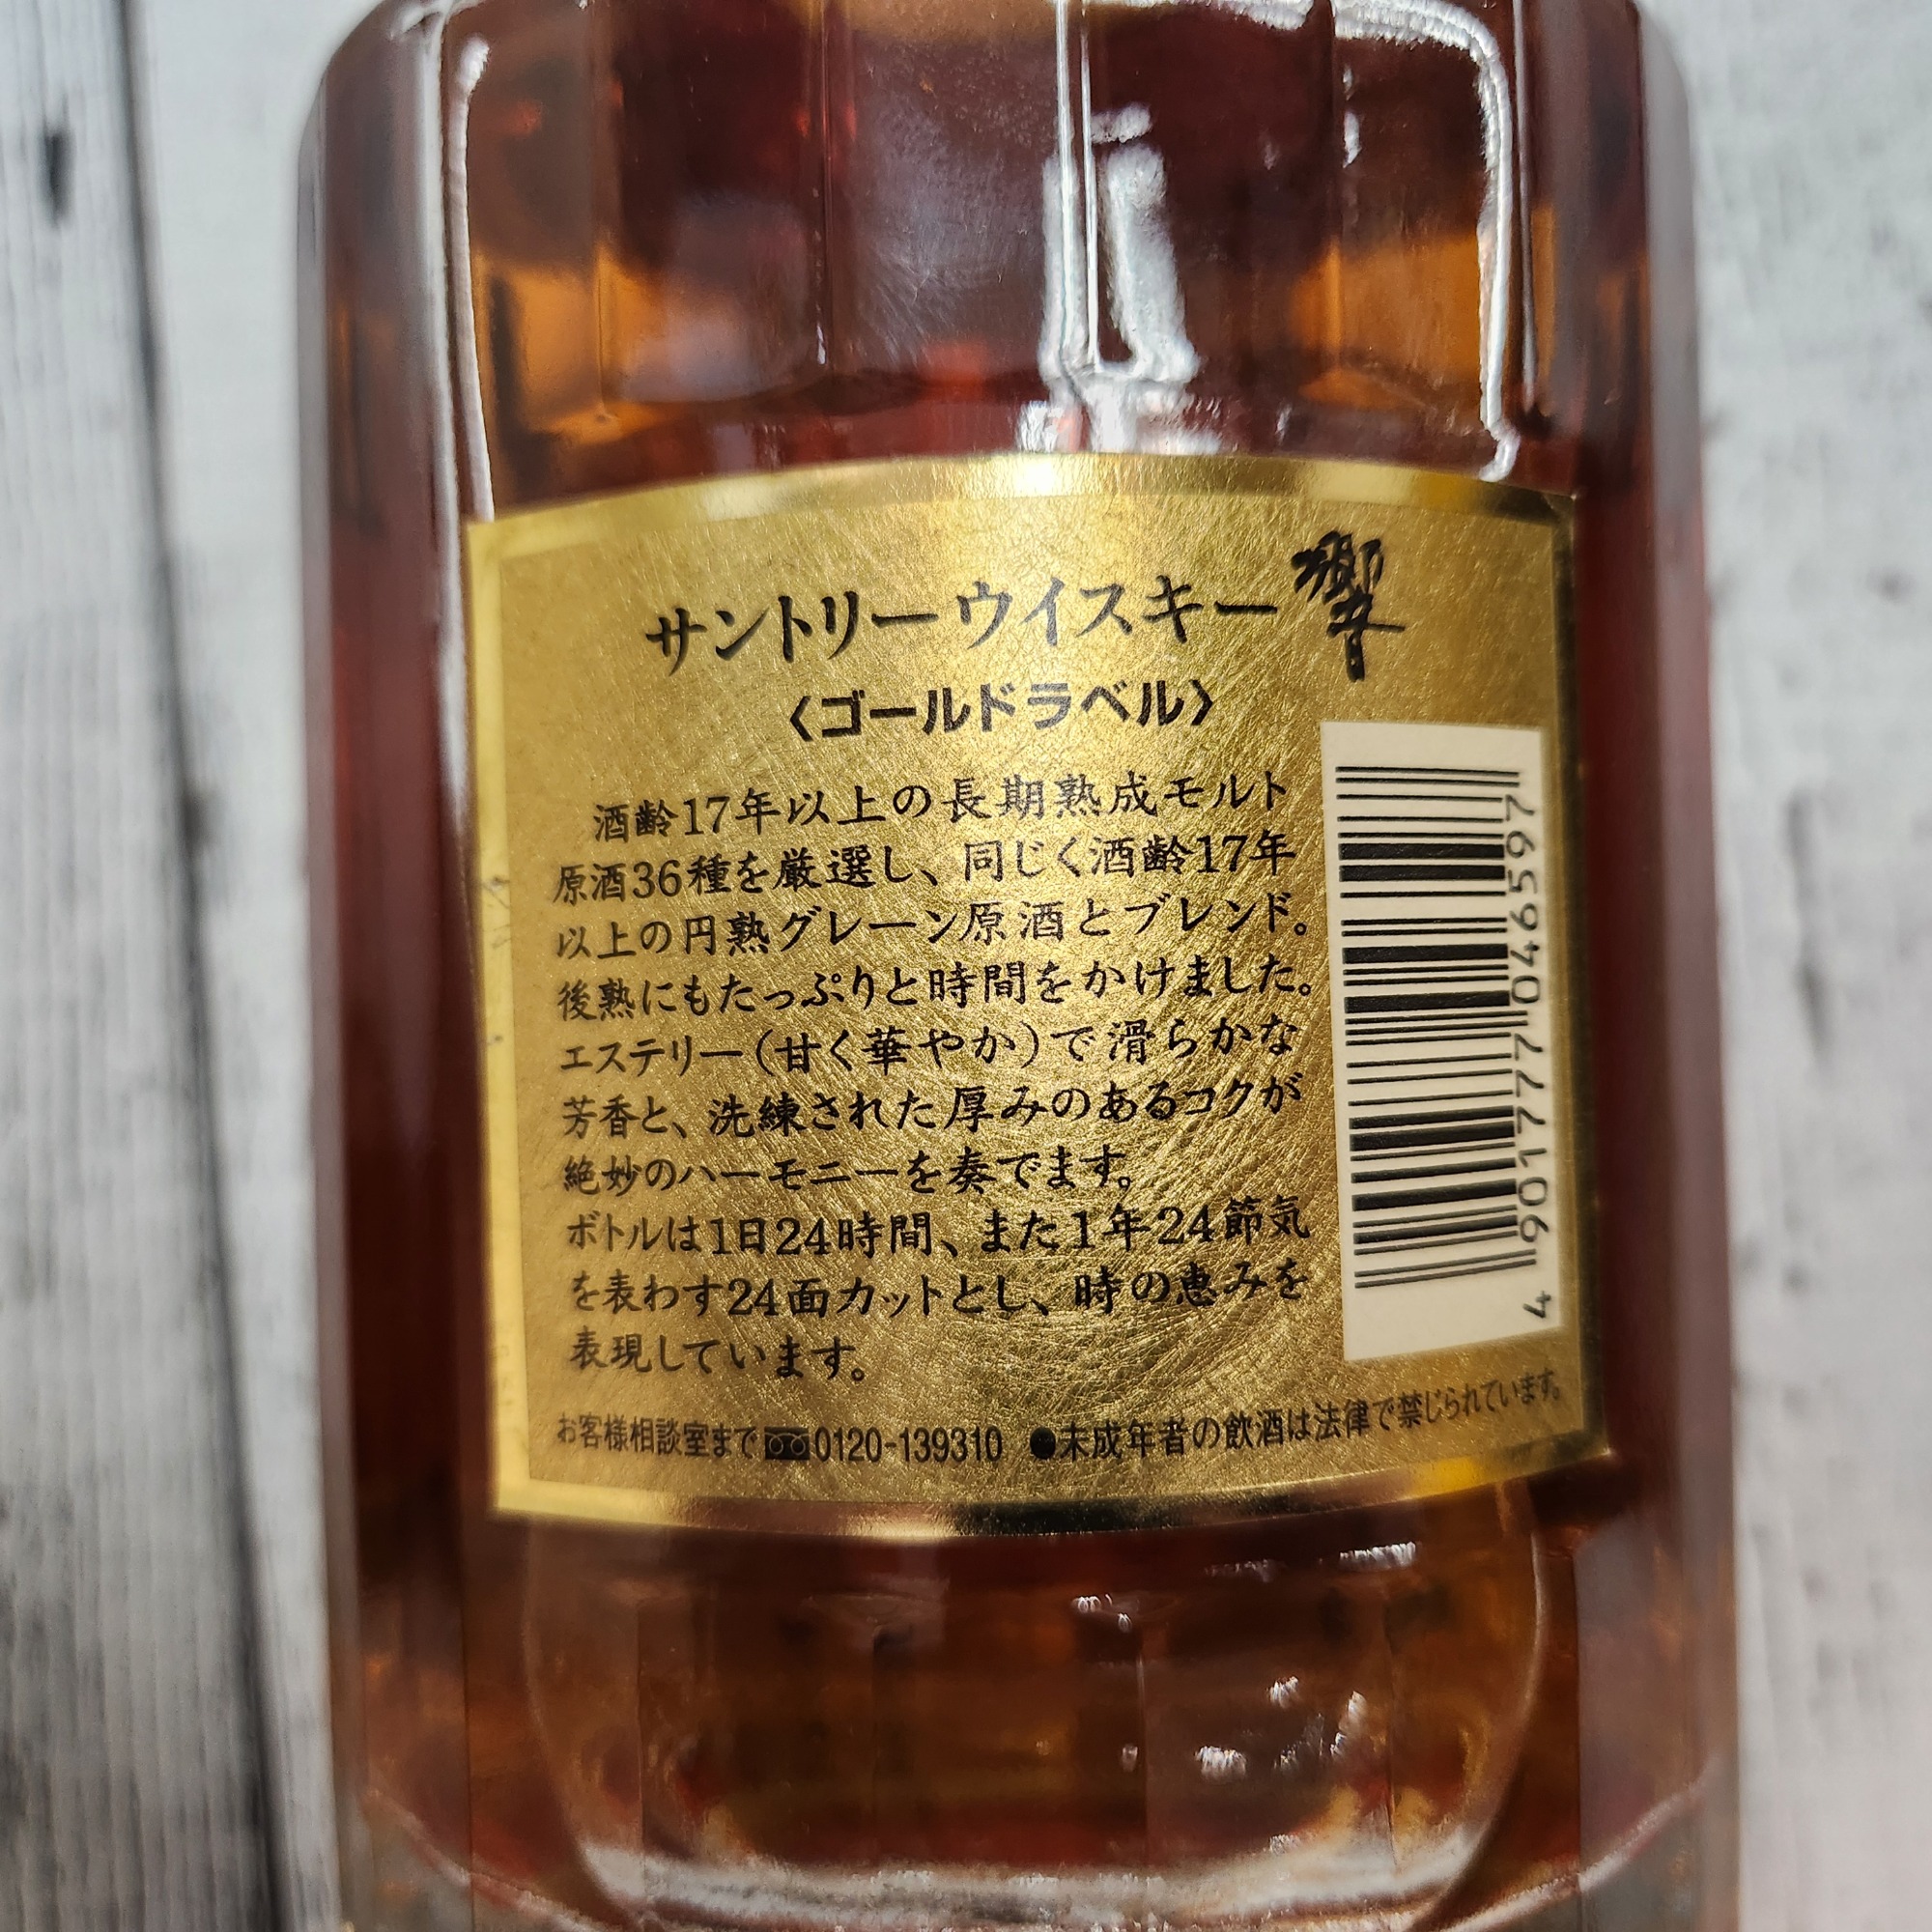 サントリーウイスキー響
〈ゴールドラベル〉
酒齢17年以上の長期熟成モルト
原酒36種を厳選し、同じく酒齢17年
以上の円熟グレーン原酒とブレンド。
後熟にもたっぷりと時間をかけました。
エステリー(甘く華やか)で滑らかな
芳香と、洗練された厚みのあるコクが
絶妙のハーモニーを奏でます。
ボトルは1日24時間、また1年24節気
を表わす24面カットとし、時の恵みを
表現しています。
お客様相談室まで 0120-139310 ●未成年者の飲酒は法律で禁じられています。
4 901777 046597